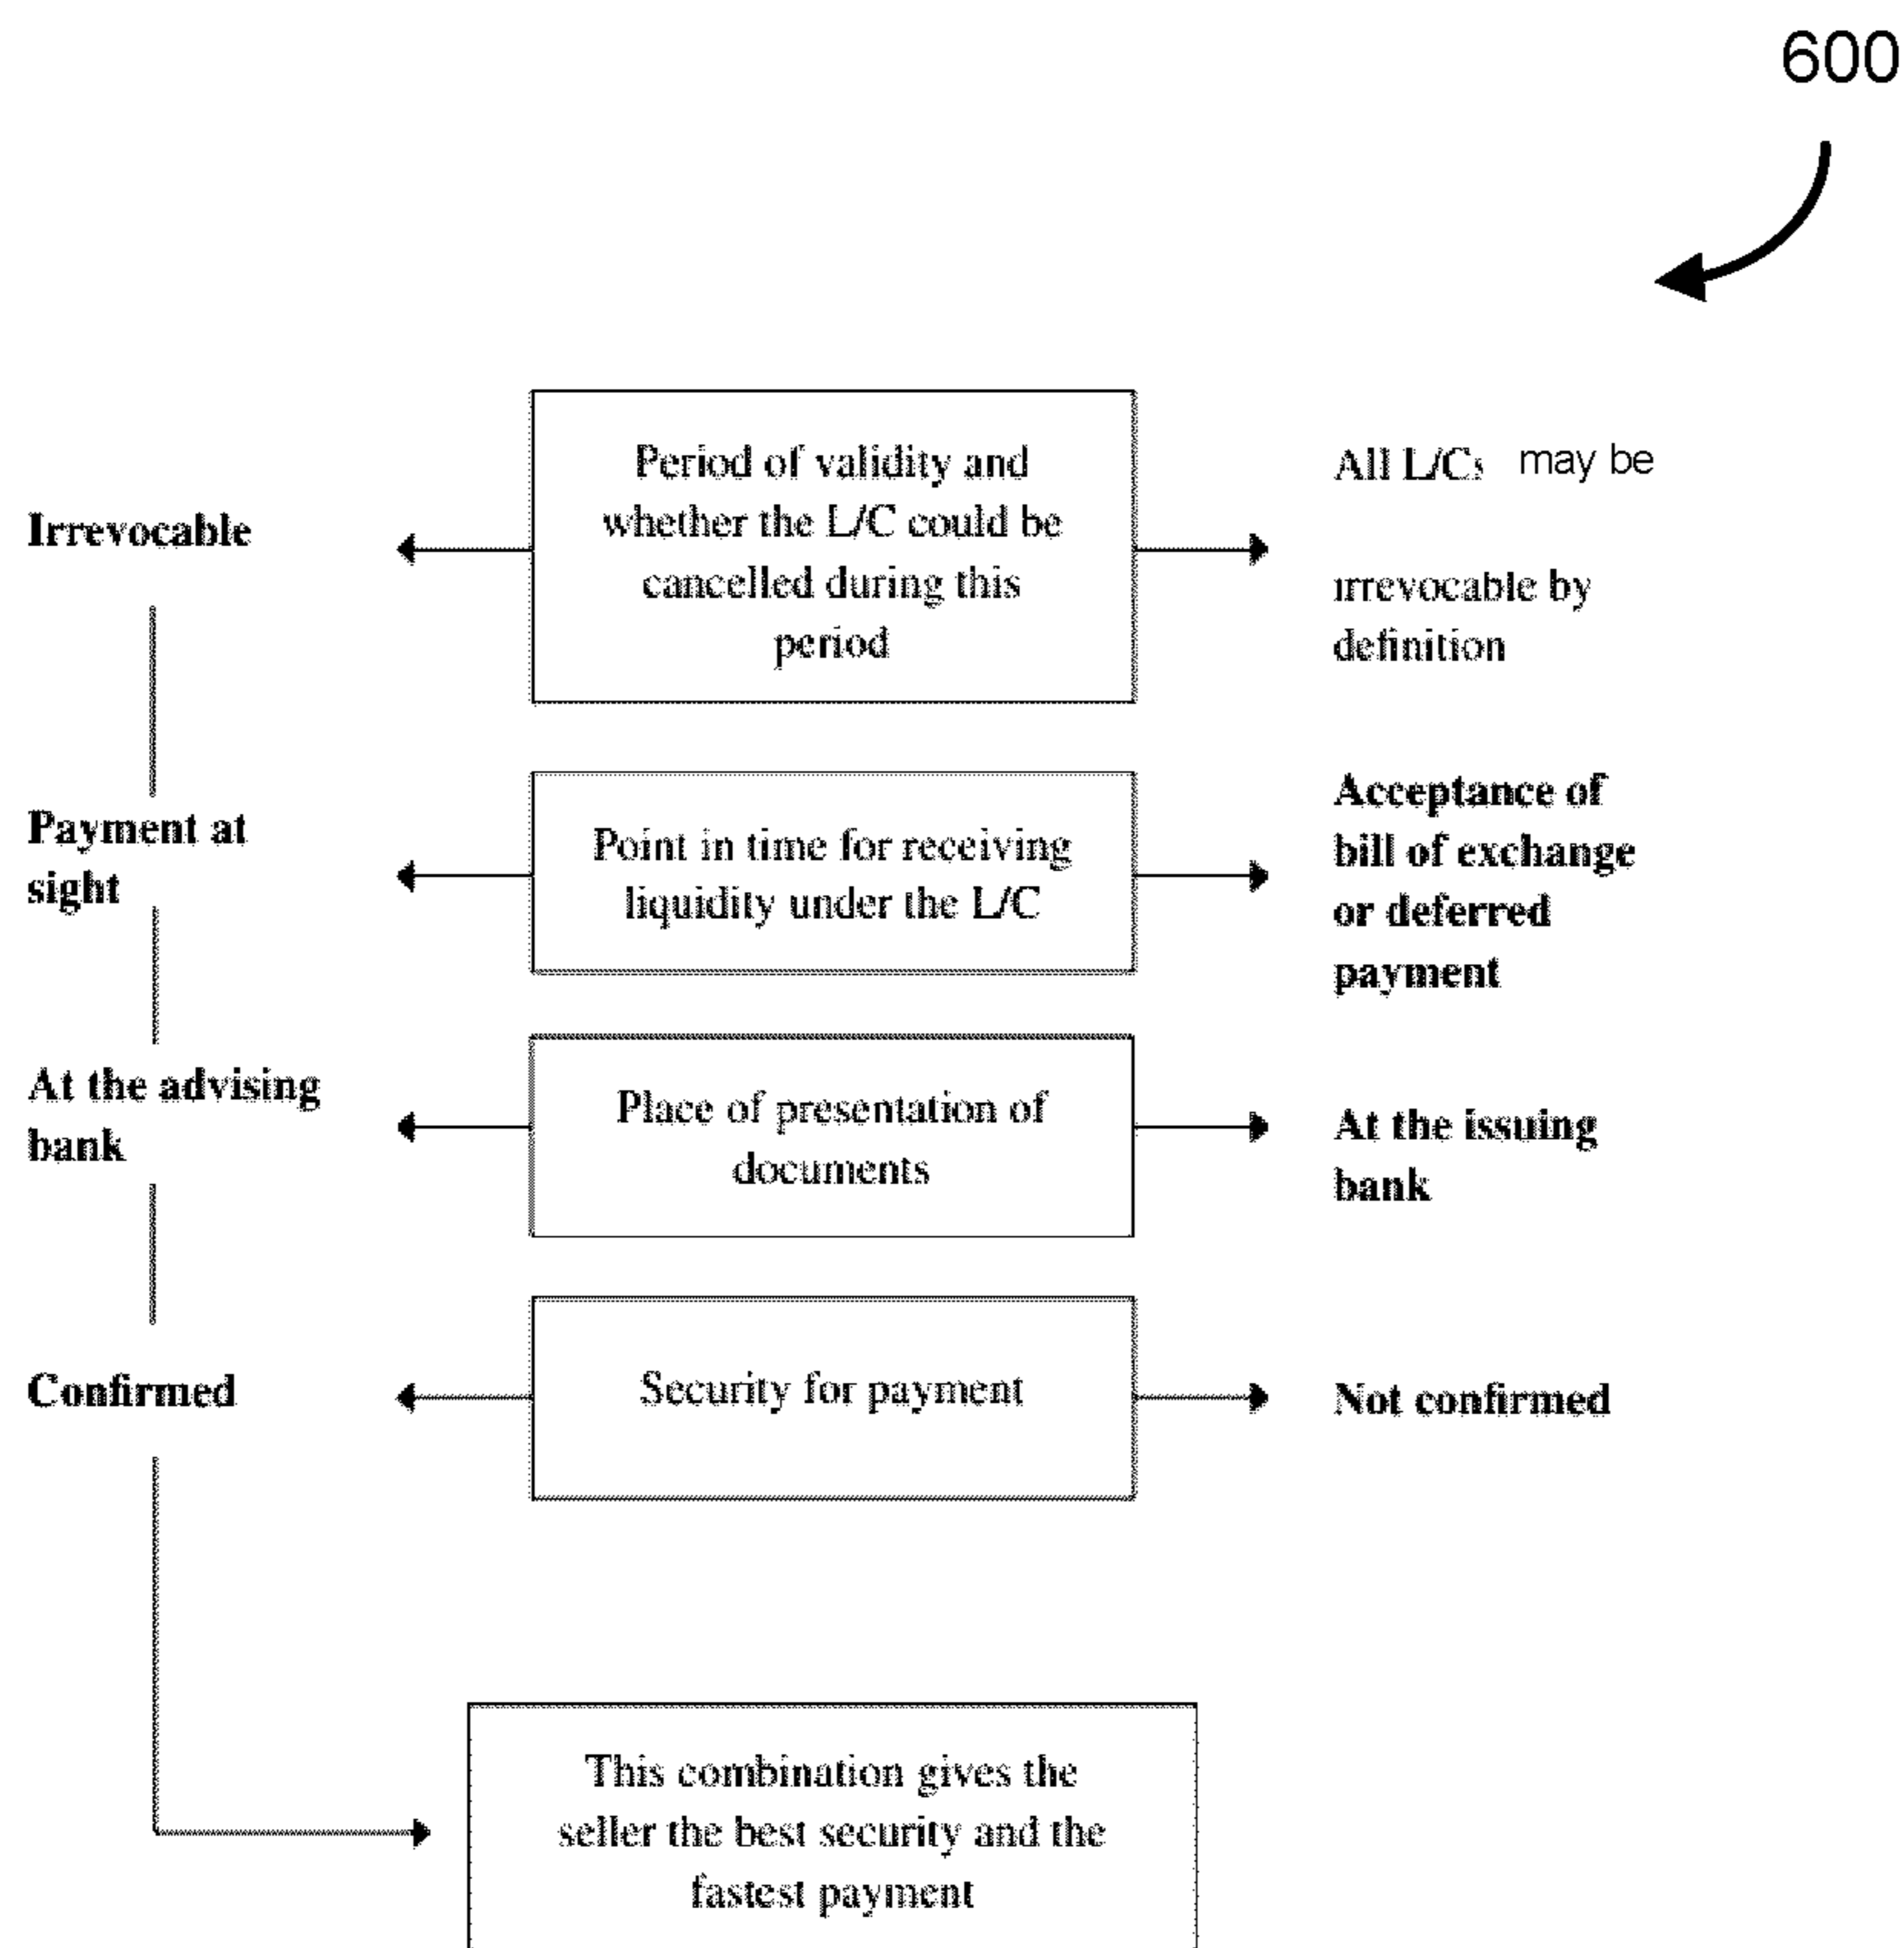 600
Irrevocable
Period of validity and
whether the L/C could be
cancelled during this
period
All L/Cs may be
irrevocable by
definition
Payment at
sight
Point in time for receiving
liquidity under the L/C
Acceptance of
bill of exchange
or deferred
payment
At the advising
bank
Place of presentation of
documents
At the issuing
bank
Confirmed
Security for payment
Not confirmed
This combination gives the
seller the best security and the
fastest payment